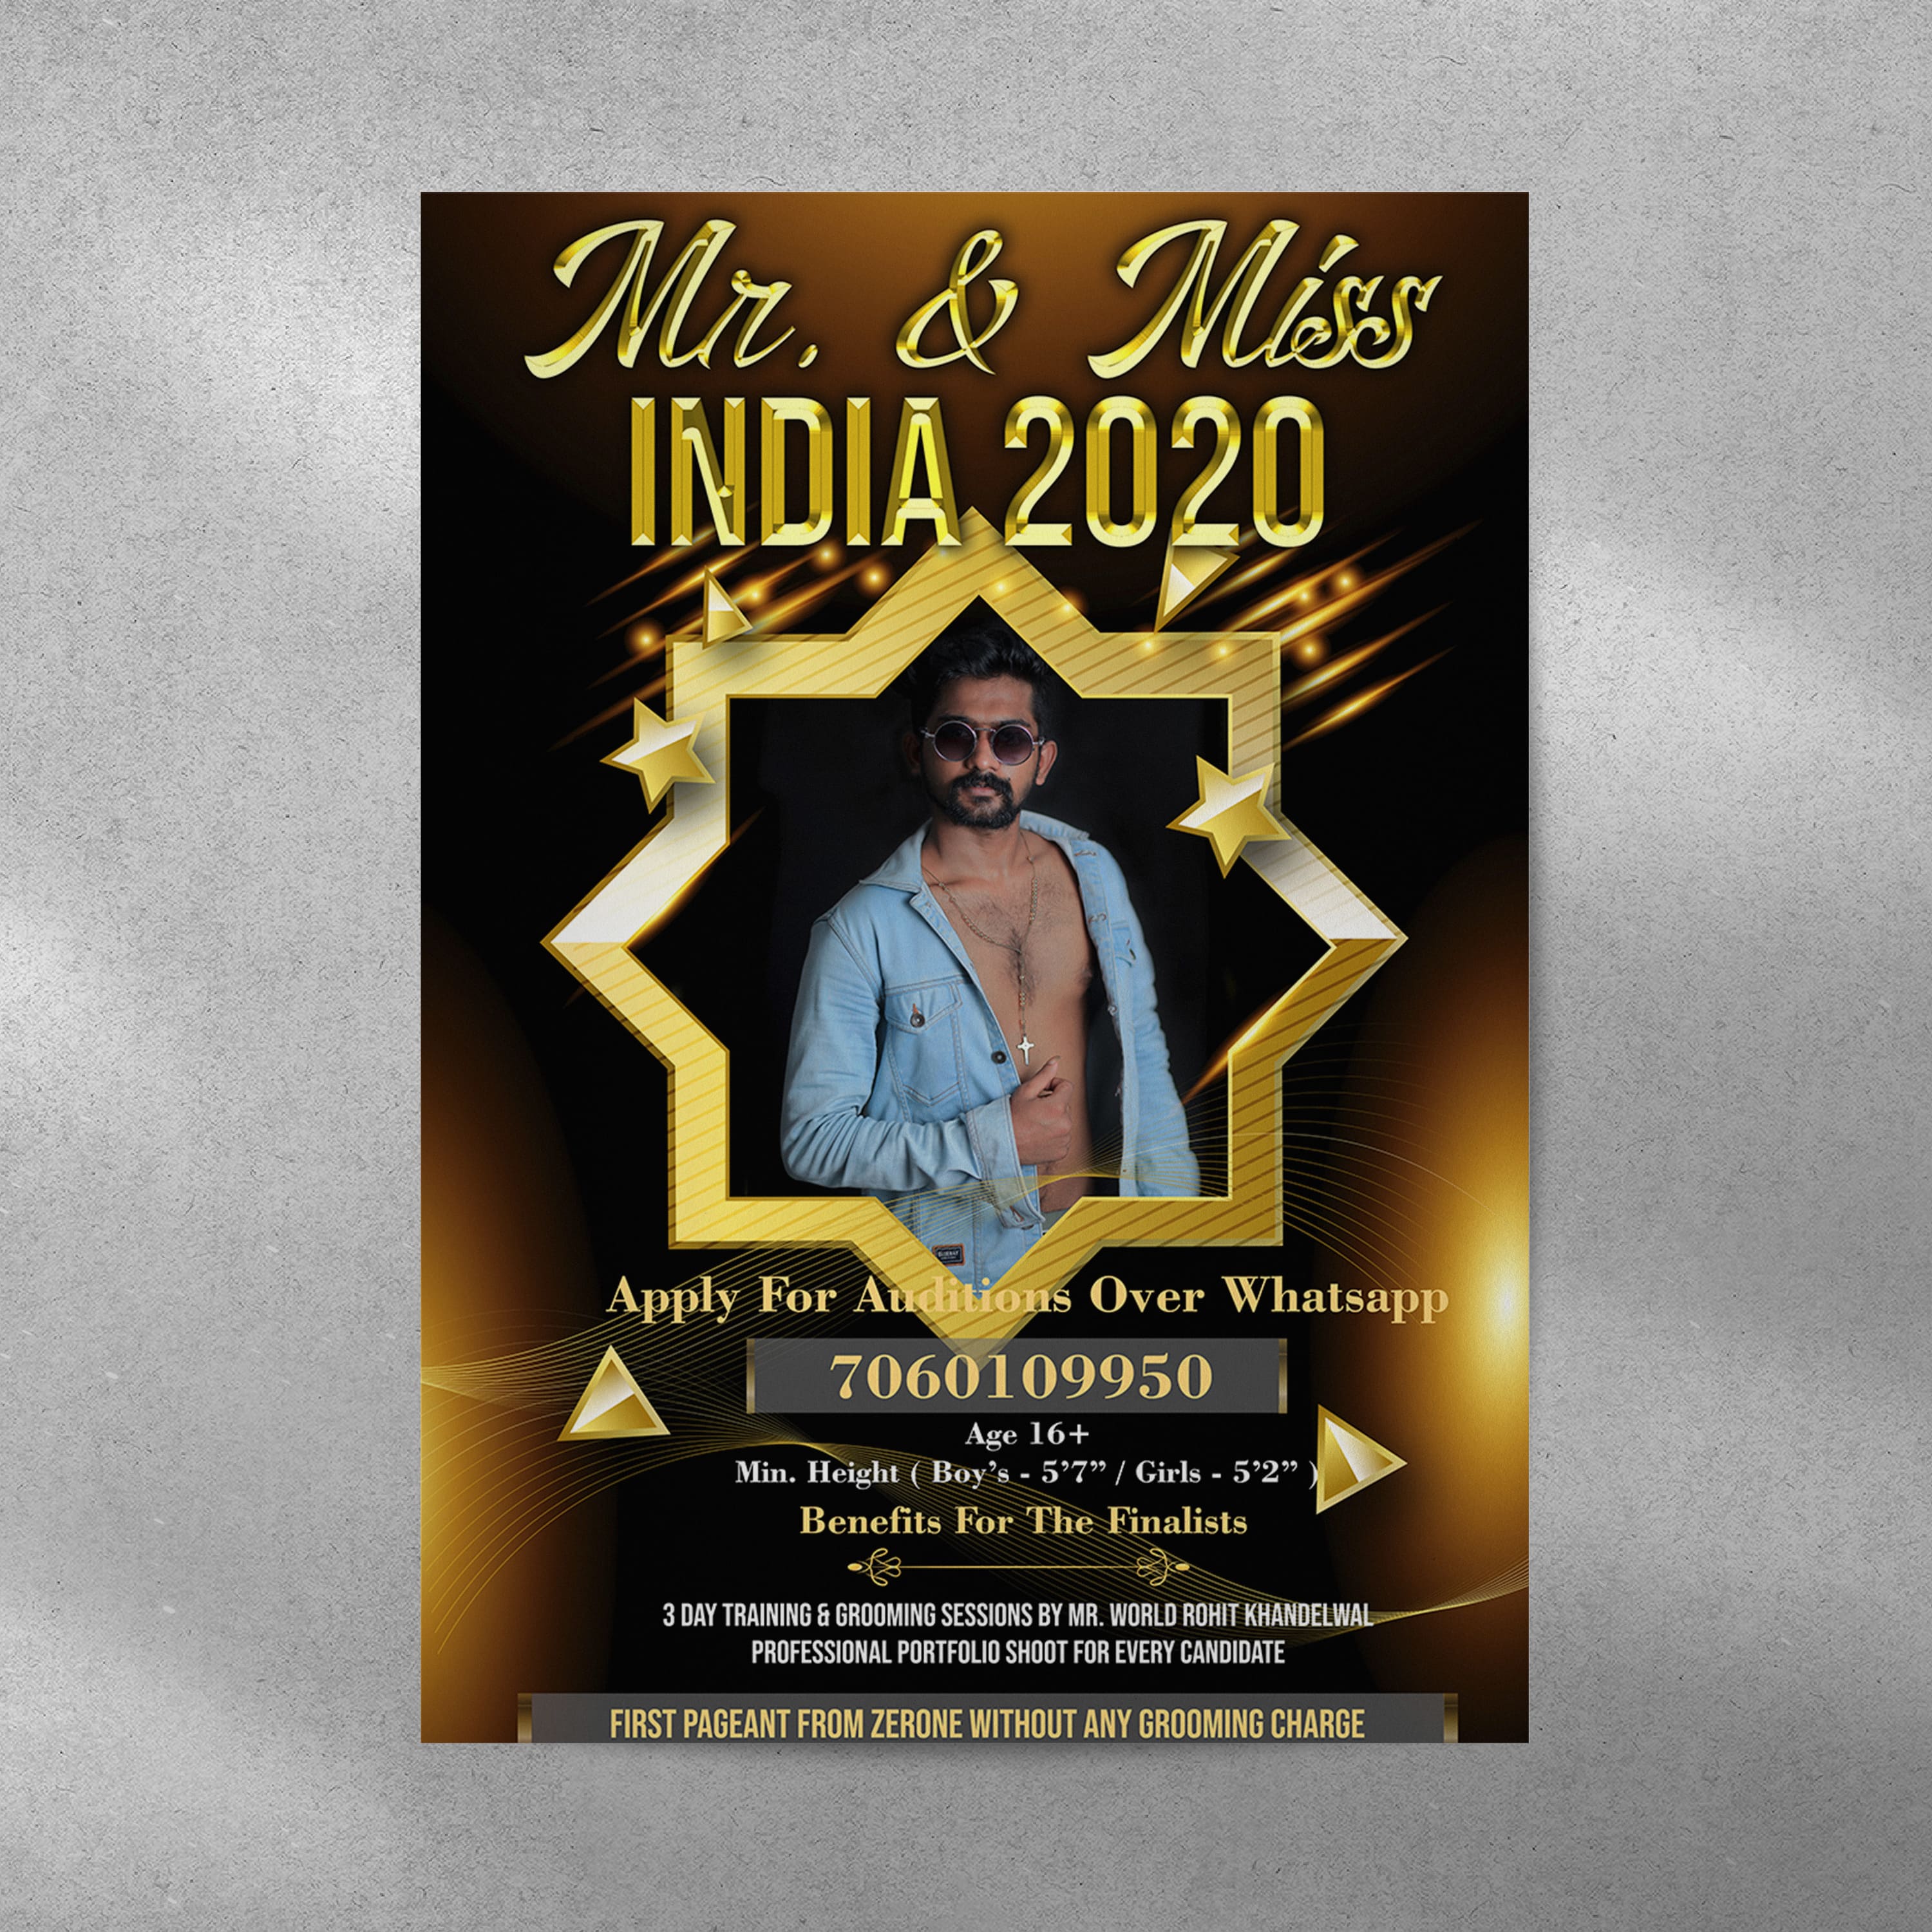 Mr. & Miss
INDIA 2020
Apply For Auditions Over Whatsapp
7060109950
Age 16+
Min. Height ( Boy's - 5'7" / Girls - 5'2" )
Benefits For The Finalists
3 DAY TRAINING & GROOMING SESSIONS BY MR. WORLD ROHIT KHANDELWAL
PROFESSIONAL PORTFOLIO SHOOT FOR EVERY CANDIDATE
FIRST PAGEANT FROM ZERONE WITHOUT ANY GROOMING CHARGE